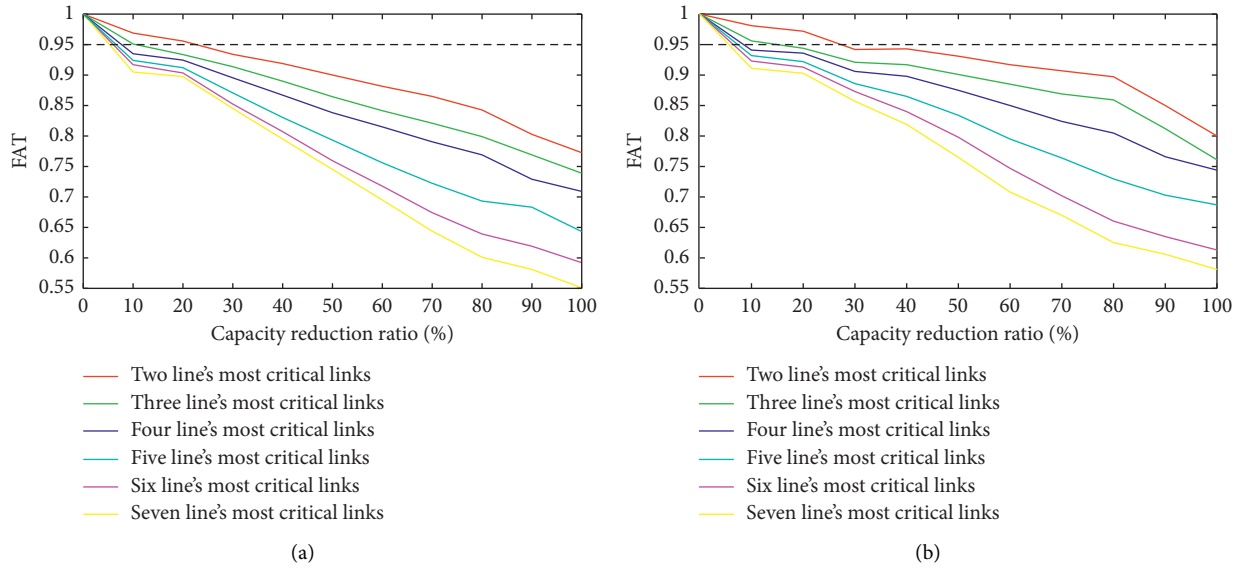 1
0.95
0.9
0.85
0.8
0.75
0.7
0.65
0.6
0.55
FAT
0 10 20 30 40 50 60 70 80 90 100
Capacity reduction ratio (%)
Two line's most critical links
Three line's most critical links
Four line's most critical links
Five line's most critical links
Six line's most critical links
Seven line's most critical links
(a)
1
0.95
0.9
0.85
0.8
0.75
0.7
0.65
0.6
0.55
FAT
0 10 20 30 40 50 60 70 80 90 100
Capacity reduction ratio (%)
Two line's most critical links
Three line's most critical links
Four line's most critical links
Five line's most critical links
Six line's most critical links
Seven line's most critical links
(b)